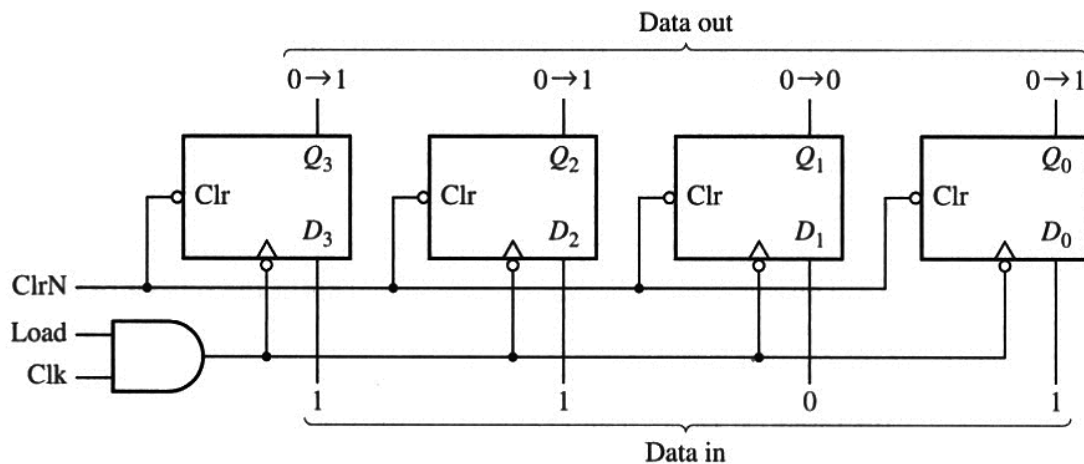 Data out
0→1 0→1 0→0 0→1
Q3 Q2 Q1 Q0
Clr Clr Clr Clr
D3 D2 D1 D0
ClrN
Load
Clk
1 1 0 1
Data in